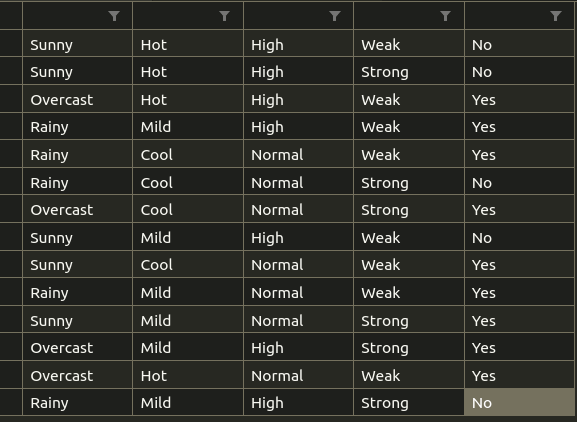 Sunny Hot High Weak No
Sunny Hot High Strong No
Overcast Hot High Weak Yes
Rainy Mild High Weak Yes
Rainy Cool Normal Weak Yes
Rainy Cool Normal Strong No
Overcast Cool Normal Strong Yes
Sunny Mild High Weak No
Sunny Cool Normal Weak Yes
Rainy Mild Normal Weak Yes
Sunny Mild Normal Strong Yes
Overcast Mild High Strong Yes
Overcast Hot Normal Weak Yes
Rainy Mild High Strong No